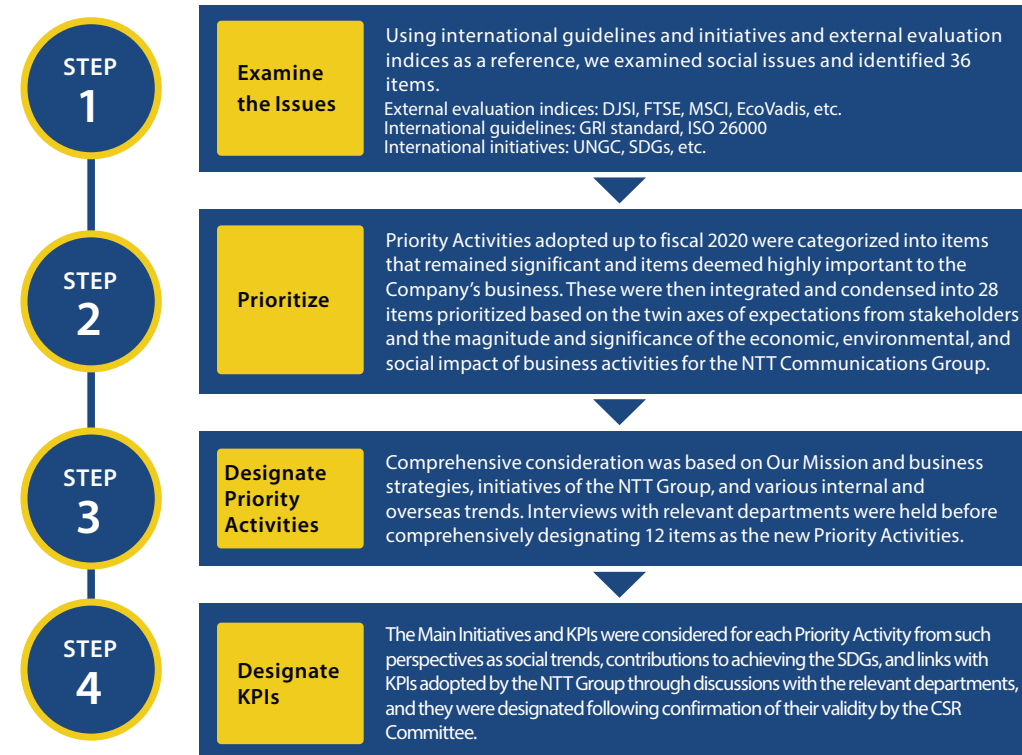 STEP
1
Examine
the Issues
Using international guidelines and initiatives and external evaluation
indices as a reference, we examined social issues and identified 36
items.
External evaluation indices: DJSI, FTSE, MSCI, EcoVadis, etc.
International guidelines: GRI standard, ISO 26000
International initiatives: UNGC, SDGs, etc.
STEP
2
Prioritize
Priority Activities adopted up to fiscal 2020 were categorized into items
that remained significant and items deemed highly important to the
Company's business. These were then integrated and condensed into 28
items prioritized based on the twin axes of expectations from stakeholders
and the magnitude and significance of the economic, environmental, and
social impact of business activities for the NTT Communications Group.
STEP
3
Designate
Priority
Activities
Comprehensive consideration was based on Our Mission and business
strategies, initiatives of the NTT Group, and various internal and
overseas trends. Interviews with relevant departments were held before
comprehensively designating 12 items as the new Priority Activities.
STEP
4
Designate
KPIs
The Main Initiatives and KPIs were considered for each Priority Activity from such
perspectives as social trends, contributions to achieving the SDGs, and links with
KPIs adopted by the NTT Group through discussions with the relevant departments,
and they were designated following confirmation of their validity by the CSR
Committee.